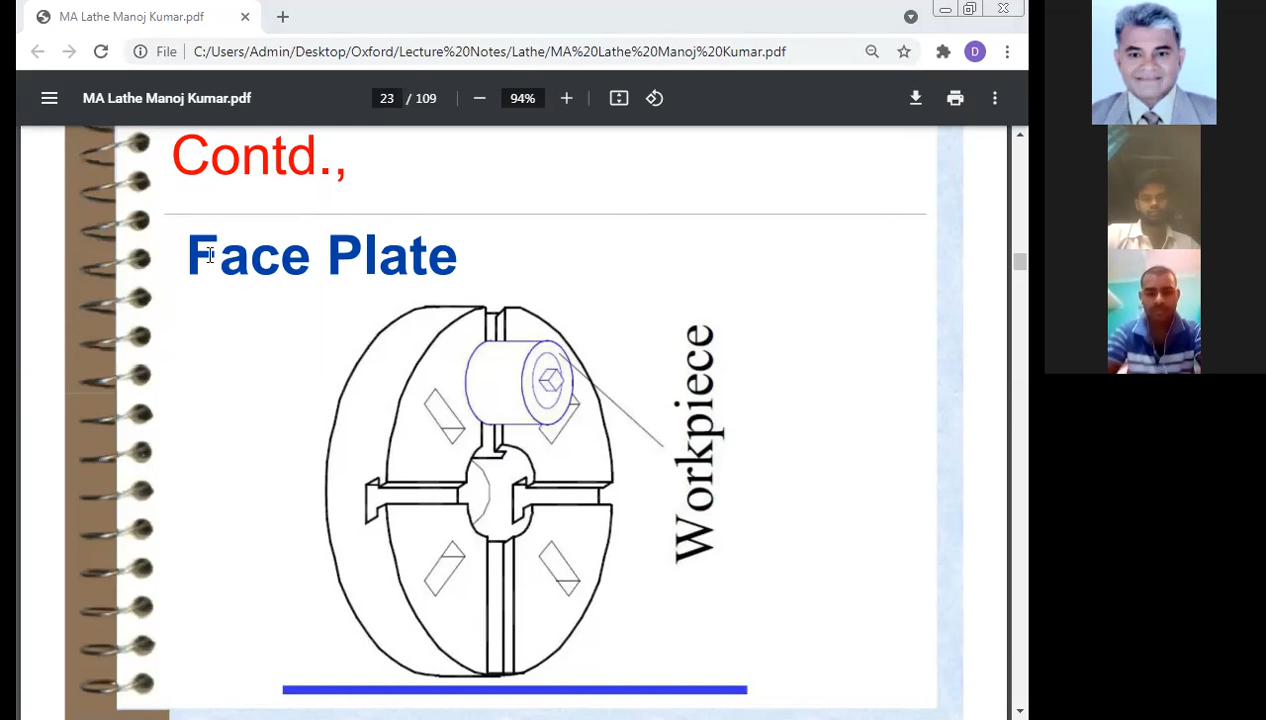 MA Lathe Manoj Kumar.pdf
File C:/Users/Admin/Desktop/Oxford/Lecture%20Notes/Lathe/MA%20Lathe%20Manoj%20Kumar.pdf
D
MA Lathe Manoj Kumar.pdf
23 / 109
94%
Contd.,
Face Plate
Workpiece